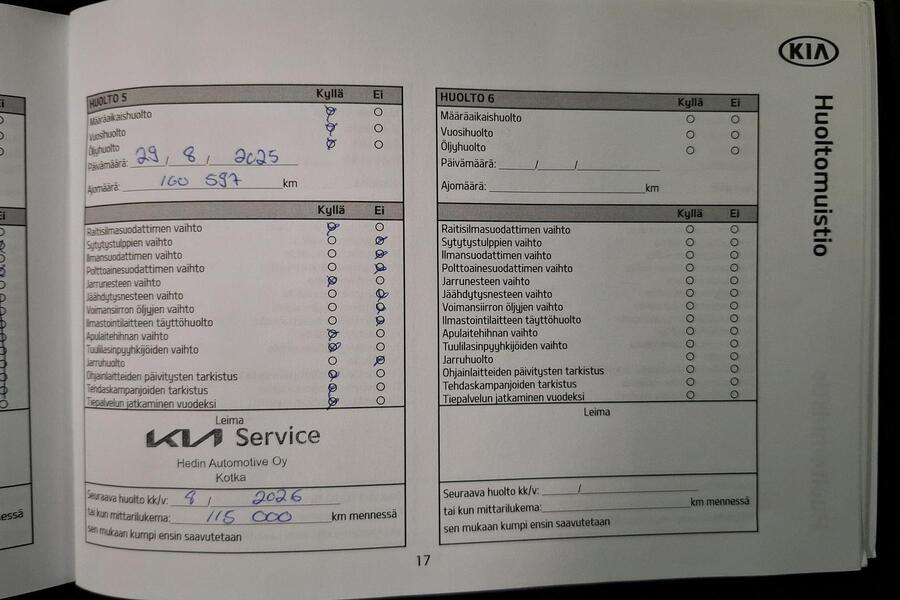 KIA
Huoltomuistio
HUOLTO 5 Kyllä Ei
Määräaikaishuolto
Vuosihuolto
Öljyhuolto
Päivämäärä: 29 / 8 / 2025
Ajomäärä: 100 597 km
Kyllä Ei
Raitisilmasuodattimen vaihto
Sytytystulppien vaihto
Ilmansuodattimen vaihto
Polttoainesuodattimen vaihto
Jarrunesteen vaihto
Jäähdytysnesteen vaihto
Voimansiirron öljyjen vaihto
Ilmastointilaitteen täyttöhuolto
Apulaitehihnan vaihto
Tuulilasinpyyhkijöiden vaihto
Jarruhuolto
Ohjainlaitteiden päivitysten tarkistus
Tehdaskampanjoiden tarkistus
Tiepalvelun jatkaminen vuodeksi
Leima
KIA Service
Hedin Automotive Oy
Kotka
Seuraava huolto kk/v: 8 / 2026
tai kun mittarilukema: 115 000 km mennessä
sen mukaan kumpi ensin saavutetaan
HUOLTO 6 Kyllä Ei
Määräaikaishuolto
Vuosihuolto
Öljyhuolto
Päivämäärä: / /
Ajomäärä: km
Kyllä Ei
Raitisilmasuodattimen vaihto
Sytytystulppien vaihto
Ilmansuodattimen vaihto
Polttoainesuodattimen vaihto
Jarrunesteen vaihto
Jäähdytysnesteen vaihto
Voimansiirron öljyjen vaihto
Ilmastointilaitteen täyttöhuolto
Apulaitehihnan vaihto
Tuulilasinpyyhkijöiden vaihto
Jarruhuolto
Ohjainlaitteiden päivitysten tarkistus
Tehdaskampanjoiden tarkistus
Tiepalvelun jatkaminen vuodeksi
Leima
Seuraava huolto kk/v: /
tai kun mittarilukema: km mennessä
sen mukaan kumpi ensin saavutetaan
17